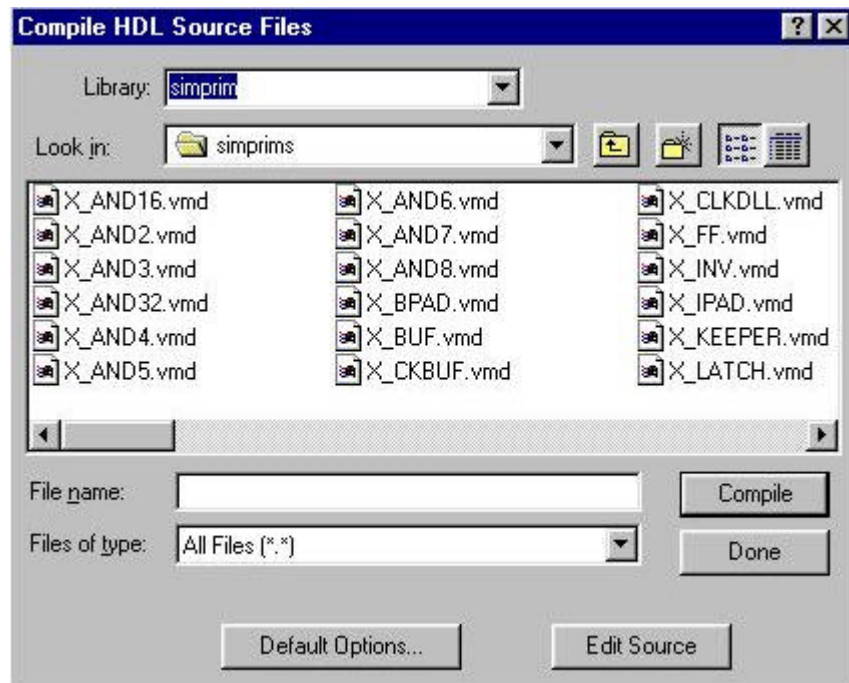 Compile HDL Source Files
Library: simprim
Look in: simprims
X_AND16.vmd X_AND6.vmd X_CLKDLL.vmd
X_AND2.vmd X_AND7.vmd X_FF.vmd
X_AND3.vmd X_AND8.vmd X_INV.vmd
X_AND32.vmd X_BPAD.vmd X_IPAD.vmd
X_AND4.vmd X_BUF.vmd X_KEEPER.vmd
X_AND5.vmd X_CKBUF.vmd X_LATCH.vmd
File name: Compile
Files of type: All Files (*.*) Done
Default Options... Edit Source